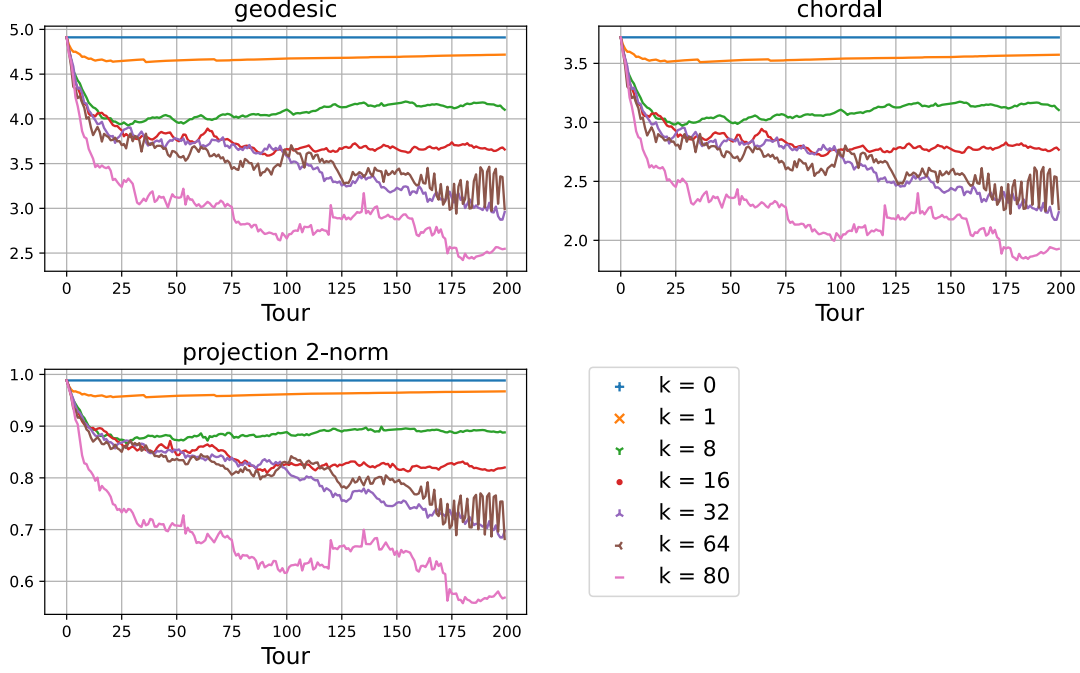 geodesic
5.0
4.5
4.0
3.5
3.0
2.5
0 25 50 75 100 125 150 175 200
Tour
chordal
3.5
3.0
2.5
2.0
0 25 50 75 100 125 150 175 200
Tour
projection 2-norm
1.0
0.9
0.8
0.7
0.6
0 25 50 75 100 125 150 175 200
Tour
k = 0
k = 1
k = 8
k = 16
k = 32
k = 64
k = 80